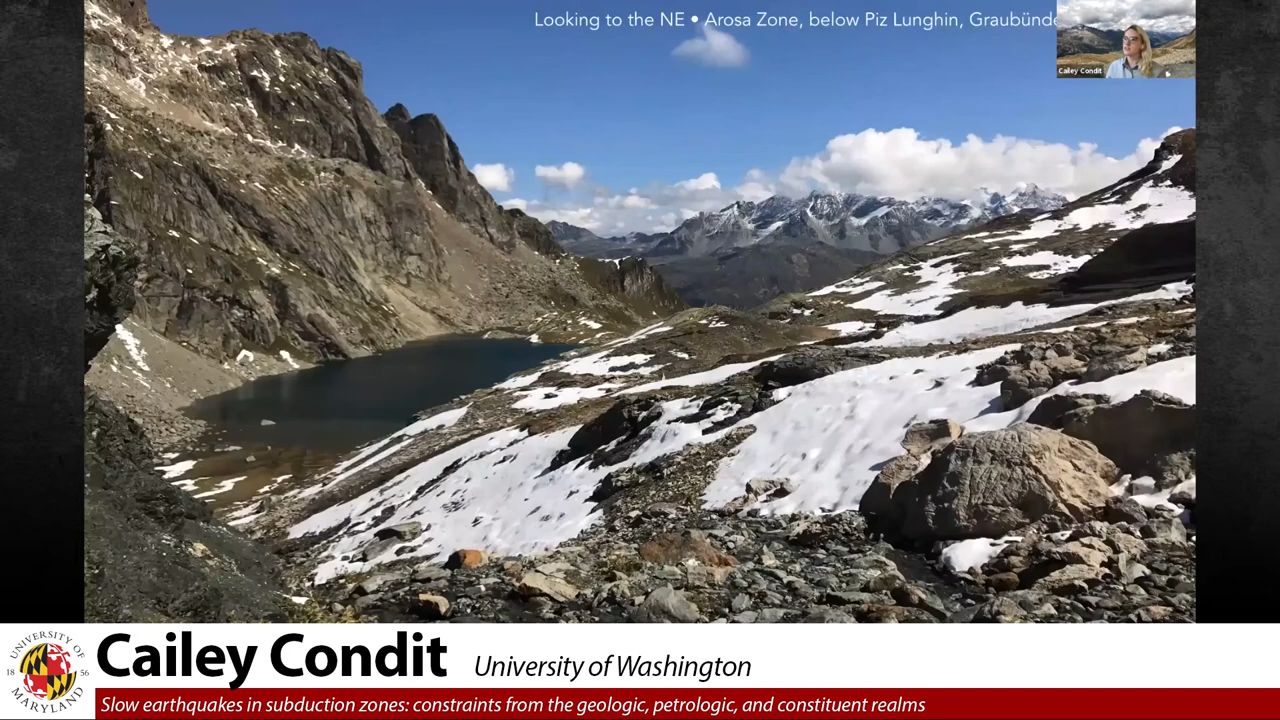 Looking to the NE • Arosa Zone, below Piz Lunghin, Graubünde
Cailey Condit
UNIVERSITY OF MARYLAND
18 56
Cailey Condit University of Washington
Slow earthquakes in subduction zones: constraints from the geologic, petrologic, and constituent realms